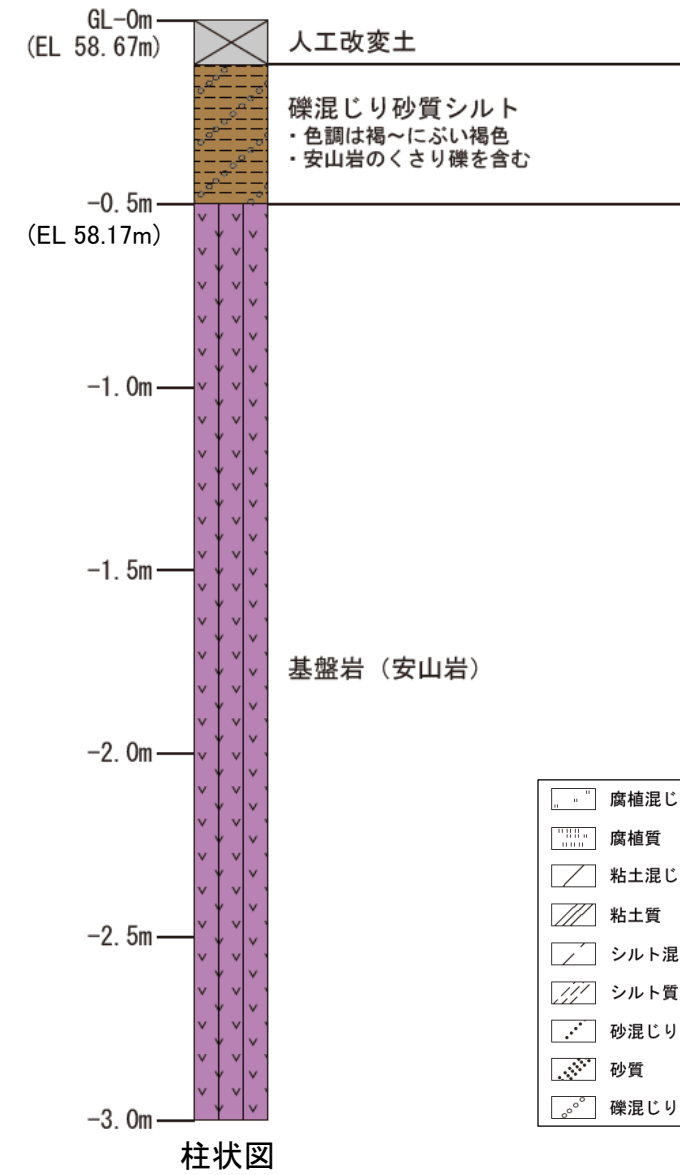 GL-0m
(EL 58.67m)
人工改変土
礫混じり砂質シルト
・色調は褐～にぶい褐色
・安山岩のくさり礫を含む
-0.5m
(EL 58.17m)
-1.0m
-1.5m
基盤岩（安山岩）
-2.0m
-2.5m
-3.0m
柱状図
腐植混じ
腐植質
粘土混じ
粘土質
シルト混
シルト質
砂混じり
砂質
礫混じり